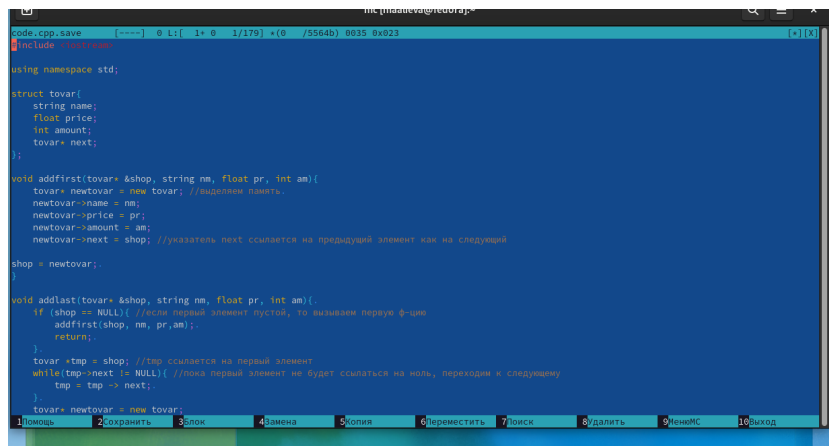 mc [maalieva@fedora]:~
code.cpp.save [----] 0 L:[ 1+ 0 1/179] *(0 /5564b) 0035 0x023 [*][X]
#include <iostream>
using namespace std;
struct tovar{
string name;
float price;
int amount;
tovar* next;
};
void addfirst(tovar* &shop, string nm, float pr, int am){
tovar* newtovar = new tovar; //выделяем память.
newtovar->name = nm;
newtovar->price = pr;
newtovar->amount = am;
newtovar->next = shop; //указатель next ссылается на предыдущий элемент как на следующий
shop = newtovar;.
}
void addlast(tovar* &shop, string nm, float pr, int am){.
if (shop == NULL){ //если первый элемент пустой, то вызываем первую ф-цию
addfirst(shop, nm, pr,am);.
return;.
}.
tovar *tmp = shop; //tmp ссылается на первый элемент
while(tmp->next != NULL){ //пока первый элемент не будет ссылаться на ноль, переходим к следующему
tmp = tmp -> next;.
}.
tovar* newtovar = new tovar;
1Помощь 2Сохранить 3Блок 4Замена 5Копия 6Переместить 7Поиск 8Удалить 9МенюMC 10Выход